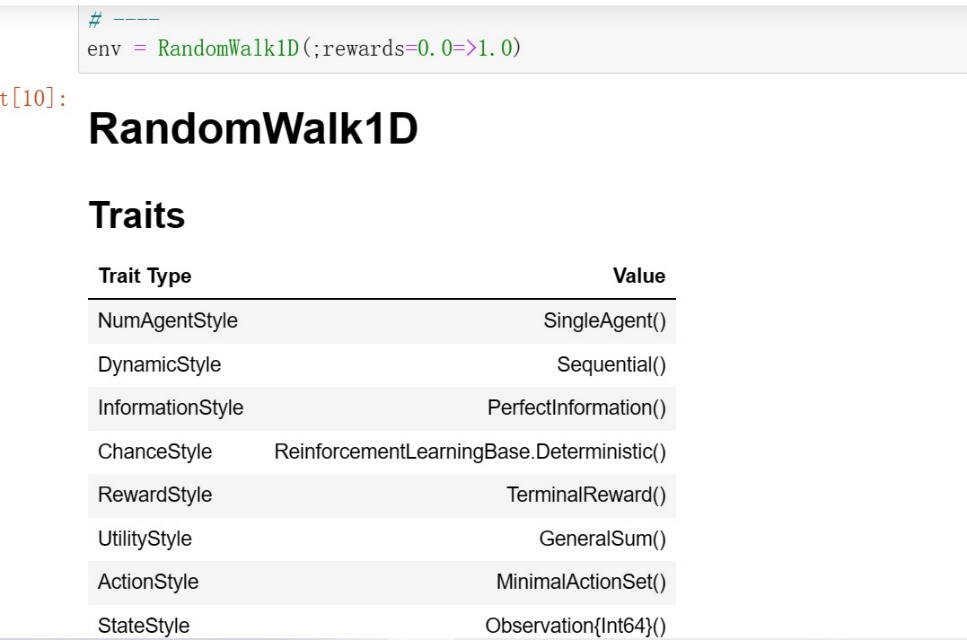 # ----
env = RandomWalk1D(;rewards=0.0=>1.0)
t[10]:
RandomWalk1D
Traits
Trait Type Value
NumAgentStyle SingleAgent()
DynamicStyle Sequential()
InformationStyle PerfectInformation()
ChanceStyle ReinforcementLearningBase.Deterministic()
RewardStyle TerminalReward()
UtilityStyle GeneralSum()
ActionStyle MinimalActionSet()
StateStyle Observation{Int64}()